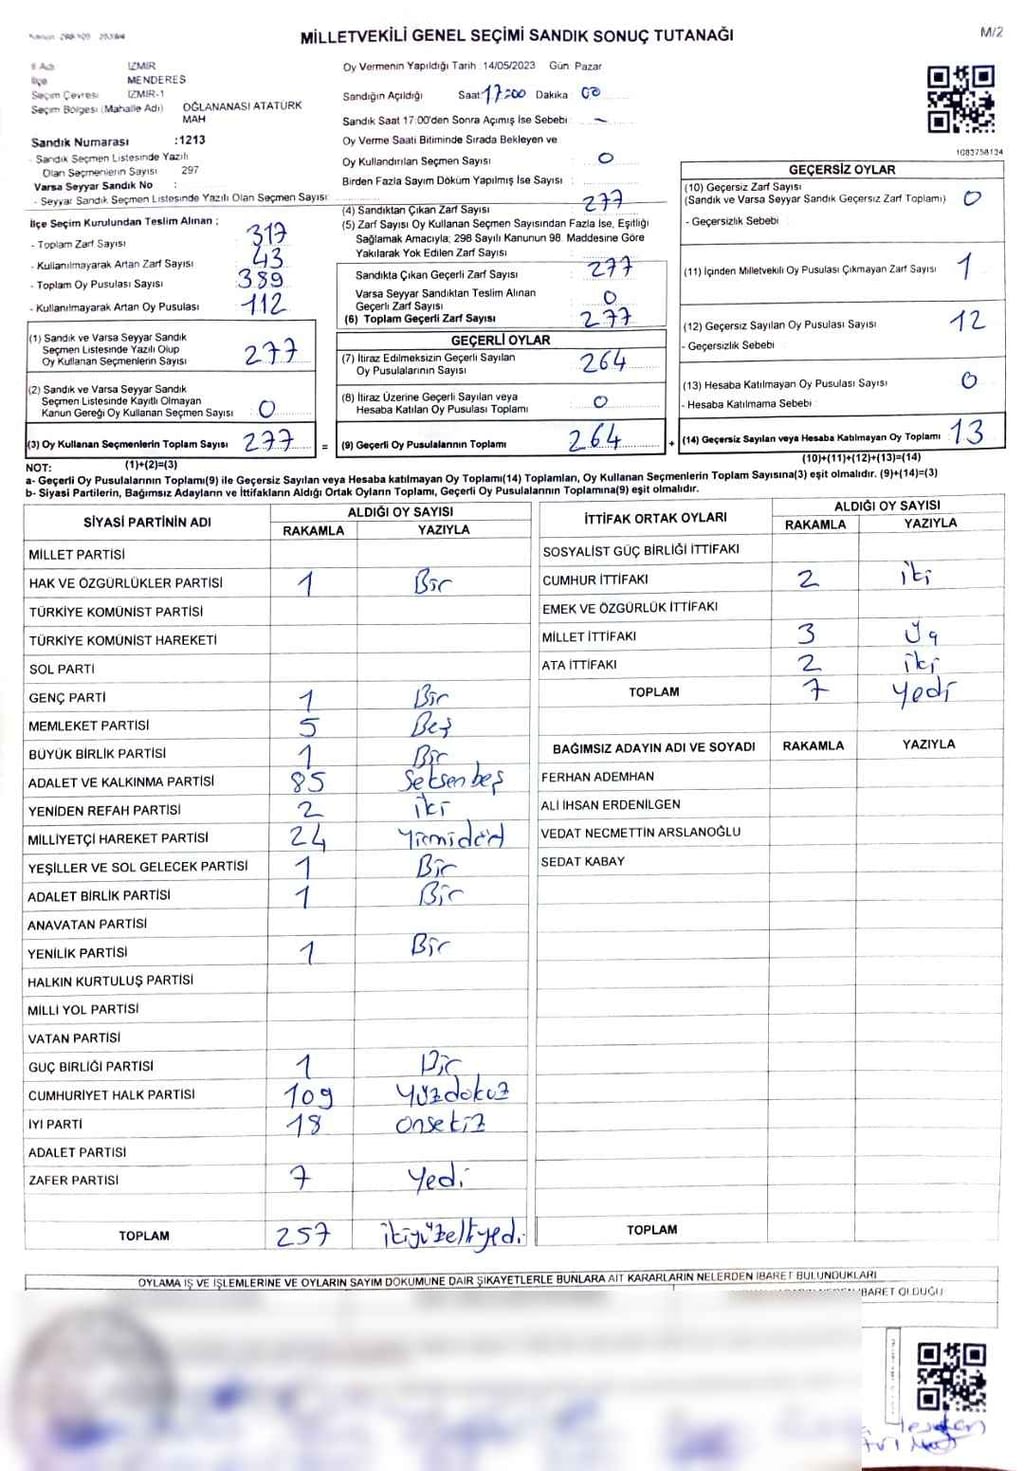 MİLLETVEKİLİ GENEL SEÇİMİ SANDIK SONUÇ TUTANAĞI
M/2
İl Adı İZMİR
İlçe MENDERES
Seçim Çevresi İZMİR-1
Seçim Bölgesi (Mahalle Adı) OĞLANANASI ATATÜRK MAH
Sandık Numarası :1213
- Sandık Seçmen Listesinde Yazılı
Olan Seçmenlerin Sayısı 297
Varsa Seyyar Sandık No :
- Seyyar Sandık Seçmen Listesinde Yazılı Olan Seçmen Sayısı
İlçe Seçim Kurulundan Teslim Alınan ;
- Toplam Zarf Sayısı 317
- Kullanılmayarak Artan Zarf Sayısı 43
- Toplam Oy Pusulası Sayısı 389
- Kullanılmayarak Artan Oy Pusulası 112
(1) Sandık ve Varsa Seyyar Sandık
Seçmen Listesinde Yazılı Olup
Oy Kullanan Seçmenlerin Sayısı 277
(2) Sandık ve Varsa Seyyar Sandık
Seçmen Listesinde Kayıtlı Olmayan
Kanun Gereği Oy Kullanan Seçmen Sayısı 0
(3) Oy Kullanan Seçmenlerin Toplam Sayısı 277 =
Oy Vermenin Yapıldığı Tarih 14/05/2023 Gün Pazar
Sandığın Açıldığı Saat 17:00 Dakika 00
Sandık Saat 17:00'den Sonra Açımış İse Sebebi -
Oy Verme Saati Bitiminde Sırada Bekleyen ve
Oy Kullandırılan Seçmen Sayısı 0
Birden Fazla Sayım Döküm Yapılmış İse Sayısı
(4) Sandıktan Çıkan Zarf Sayısı 277
(5) Zarf Sayısı Oy Kullanan Seçmen Sayısından Fazla İse, Eşitliği
Sağlamak Amacıyla; 298 Sayılı Kanunun 98. Maddesine Göre
Yakılarak Yok Edilen Zarf Sayısı
Sandıkta Çıkan Geçerli Zarf Sayısı 277
Varsa Seyyar Sandıktan Teslim Alınan
Geçerli Zarf Sayısı 0
(6) Toplam Geçerli Zarf Sayısı 277
GEÇERLİ OYLAR
(7) İtiraz Edilmeksizin Geçerli Sayılan
Oy Pusulalarının Sayısı 264
(8) İtiraz Üzerine Geçerli Sayılan veya
Hesaba Katılan Oy Pusulası Toplamı 0
(9) Geçerli Oy Pusulalarının Toplamı 264 +
1083758134
GEÇERSİZ OYLAR
(10) Geçersiz Zarf Sayısı
(Sandık ve Varsa Seyyar Sandık Geçersiz Zarf Toplamı) 0
- Geçersizlik Sebebi
(11) İçinden Milletvekili Oy Pusulası Çıkmayan Zarf Sayısı 1
(12) Geçersiz Sayılan Oy Pusulası Sayısı 12
- Geçersizlik Sebebi
(13) Hesaba Katılmayan Oy Pusulası Sayısı 0
- Hesaba Katılmama Sebebi
(14) Geçersiz Sayılan veya Hesaba Katılmayan Oy Toplamı 13
NOT: (1)+(2)=(3) (10)+(11)+(12)+(13)=(14)
a- Geçerli Oy Pusulalarının Toplamı(9) ile Geçersiz Sayılan veya Hesaba katılmayan Oy Toplamı(14) Toplamları, Oy Kullanan Seçmenlerin Toplam Sayısına(3) eşit olmalıdır. (9)+(14)=(3)
b- Siyasi Partilerin, Bağımsız Adayların ve İttifakların Aldığı Ortak Oyların Toplamı, Geçerli Oy Pusulalarının Toplamına(9) eşit olmalıdır.
SİYASİ PARTİNİN ADI ALDIĞI OY SAYISI
RAKAMLA YAZIYLA
MİLLET PARTİSİ
HAK VE ÖZGÜRLÜKLER PARTİSİ 1 Bir
TÜRKİYE KOMÜNİST PARTİSİ
TÜRKİYE KOMÜNİST HAREKETİ
SOL PARTİ
GENÇ PARTİ 1 Bir
MEMLEKET PARTİSİ 5 Beş
BÜYÜK BİRLİK PARTİSİ 1 Bir
ADALET VE KALKINMA PARTİSİ 85 Seksenbeş
YENİDEN REFAH PARTİSİ 2 iki
MİLLİYETÇİ HAREKET PARTİSİ 24 Yirmidört
YEŞİLLER VE SOL GELECEK PARTİSİ 1 Bir
ADALET BİRLİK PARTİSİ 1 Bir
ANAVATAN PARTİSİ
YENİLİK PARTİSİ 1 Bir
HALKIN KURTULUŞ PARTİSİ
MİLLİ YOL PARTİSİ
VATAN PARTİSİ
GÜÇ BİRLİĞİ PARTİSİ 1 Bir
CUMHURİYET HALK PARTİSİ 109 Yüzdokuz
İYİ PARTİ 18 onsekiz
ADALET PARTİSİ
ZAFER PARTİSİ 7 Yedi
TOPLAM 257 ikiyüzelliyedi
İTTİFAK ORTAK OYLARI ALDIĞI OY SAYISI
RAKAMLA YAZIYLA
SOSYALİST GÜÇ BİRLİĞİ İTTİFAKI
CUMHUR İTTİFAKI 2 iki
EMEK VE ÖZGÜRLÜK İTTİFAKI
MİLLET İTTİFAKI 3 Üç
ATA İTTİFAKI 2 iki
TOPLAM 7 Yedi
BAĞIMSIZ ADAYIN ADI VE SOYADI RAKAMLA YAZIYLA
FERHAN ADEMHAN
ALİ İHSAN ERDENİLGEN
VEDAT NECMETTİN ARSLANOĞLU
SEDAT KABAY
TOPLAM
OYLAMA İŞ VE İŞLEMLERİNE VE OYLARIN SAYIM DÖKÜMÜNE DAİR ŞİKAYETLERLE BUNLARA AİT KARARLARIN NELERDEN İBARET BULUNDUKLARI
İBARET OLDUĞU